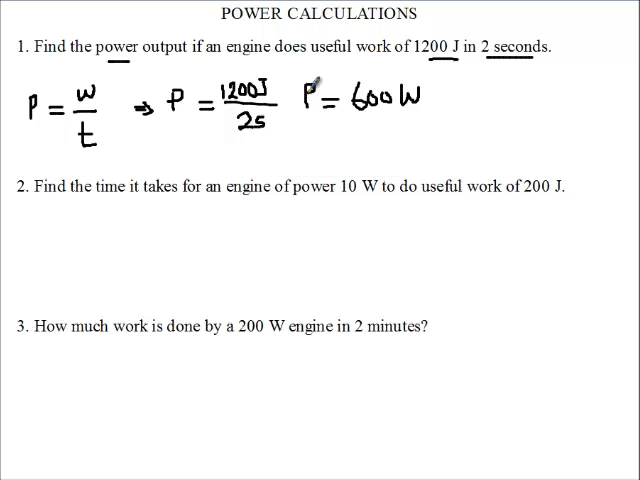 POWER CALCULATIONS
1. Find the power output if an engine does useful work of 1200 J in 2 seconds.
P = w/t ⇒ P = 1200J/2s P = 600W
2. Find the time it takes for an engine of power 10 W to do useful work of 200 J.
3. How much work is done by a 200 W engine in 2 minutes?